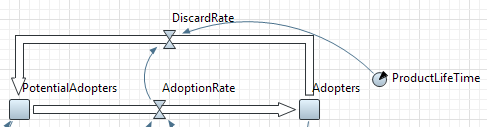 DiscardRate
ProductLifeTime
PotentialAdopters
AdoptionRate
Adopters